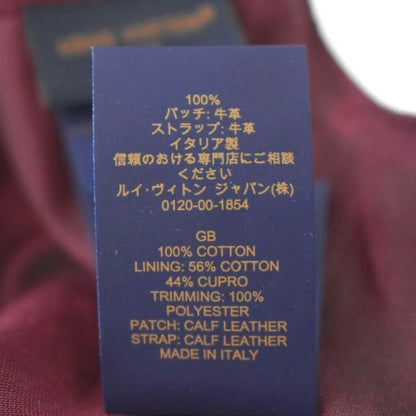 100%
パッチ: 牛革
ストラップ: 牛革
イタリア製
信頼のおける専門店にご相談
ください
ルイ・ヴィトン ジャパン(株)
0120-00-1854
GB
100% COTTON
LINING: 56% COTTON
44% CUPRO
TRIMMING: 100%
POLYESTER
PATCH: CALF LEATHER
STRAP: CALF LEATHER
MADE IN ITALY